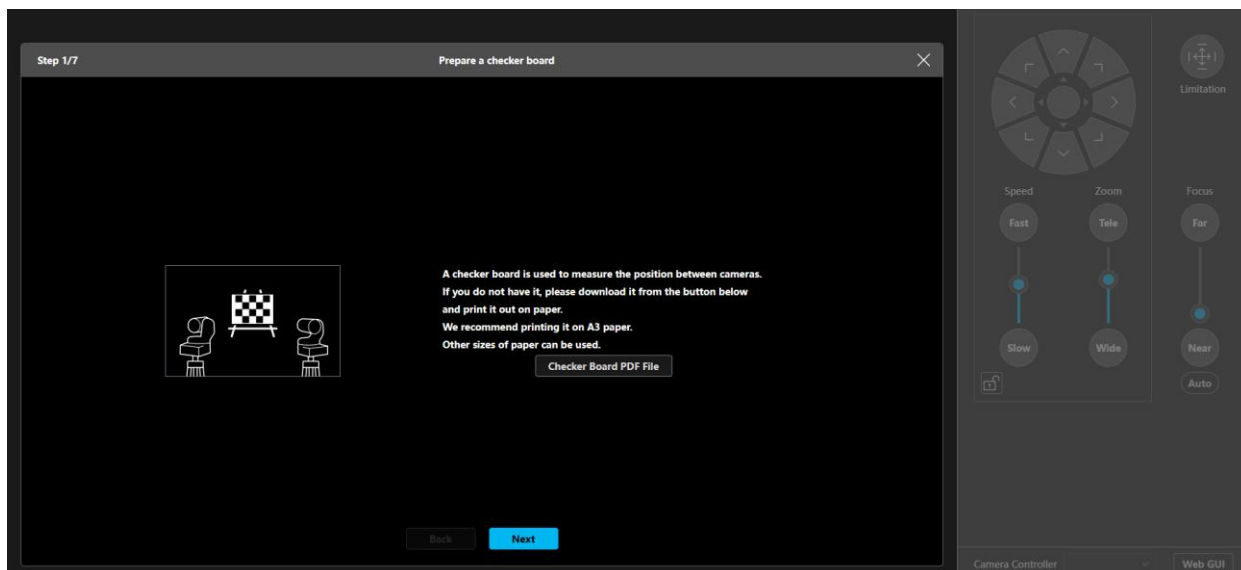 Step 1/7
Prepare a checker board
A checker board is used to measure the position between cameras.
If you do not have it, please download it from the button below
and print it out on paper.
We recommend printing it on A3 paper.
Other sizes of paper can be used.
Checker Board PDF File
Back
Next
Limitation
Speed
Zoom
Focus
Fast
Tele
Far
Slow
Wide
Near
Auto
Camera Controller
Web GUI